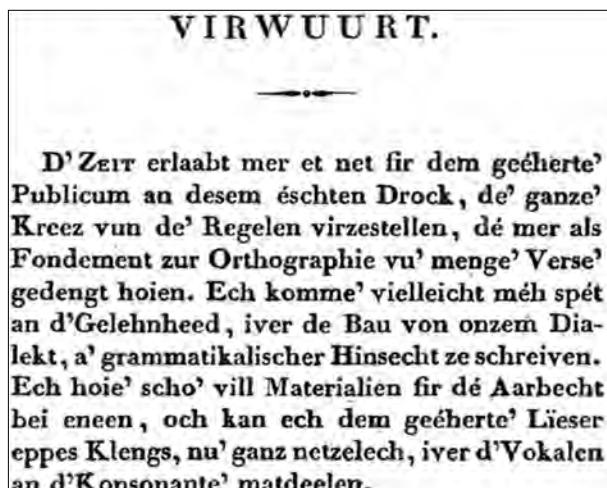 VIRWUURT.
D' ZEIT erlaabt mer et net fir dem geéherte'
Publicum an desem éschten Drock, de' ganze'
Kreez vun de' Regelen virzestellen, dé mer als
Fondement zur Orthographie vu' menge' Verse'
gedengt hoien. Ech komme' vielleicht méh spét
an d'Gelehnheed, iver de Bau von onzem Dia-
lekt, a' grammatikalischer Hinsecht ze schreiven.
Ech hoie' scho' vill Materialien fir dé Aarbecht
bei eneen, och kan ech dem geéherte' Lïeser
eppes Klengs, nu' ganz netzelech, iver d'Vokalen
an d'Konsonante' matdeelen.